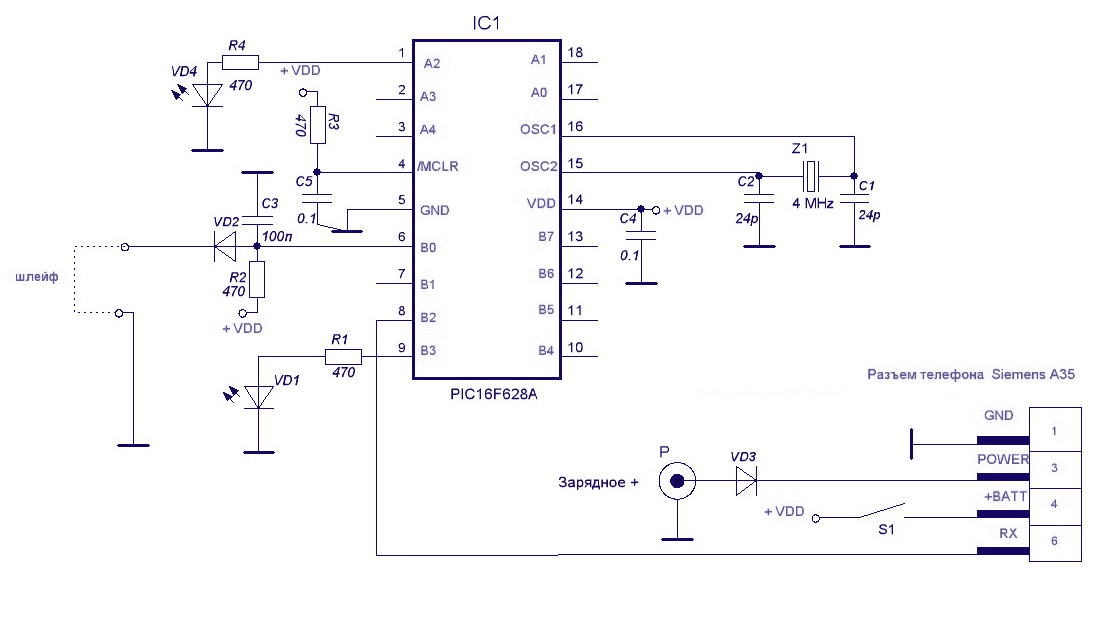 IC1
R4
470
VD4
+ VDD
R3
470
C5
0.1
C3
100n
VD2
R2
470
+ VDD
шлейф
R1
470
VD1
1
A2
2
A3
3
A4
4
/MCLR
5
GND
6
B0
7
B1
8
B2
9
B3
A1
18
A0
17
OSC1
16
OSC2
15
VDD
14
B7
13
B6
12
B5
11
B4
10
PIC16F628A
Z1
4 MHz
C2
24p
C1
24p
C4
0.1
+ VDD
Разъем телефона Siemens A35
GND
1
POWER
3
+BATT
4
RX
6
P
Зарядное +
VD3
+ VDD
S1